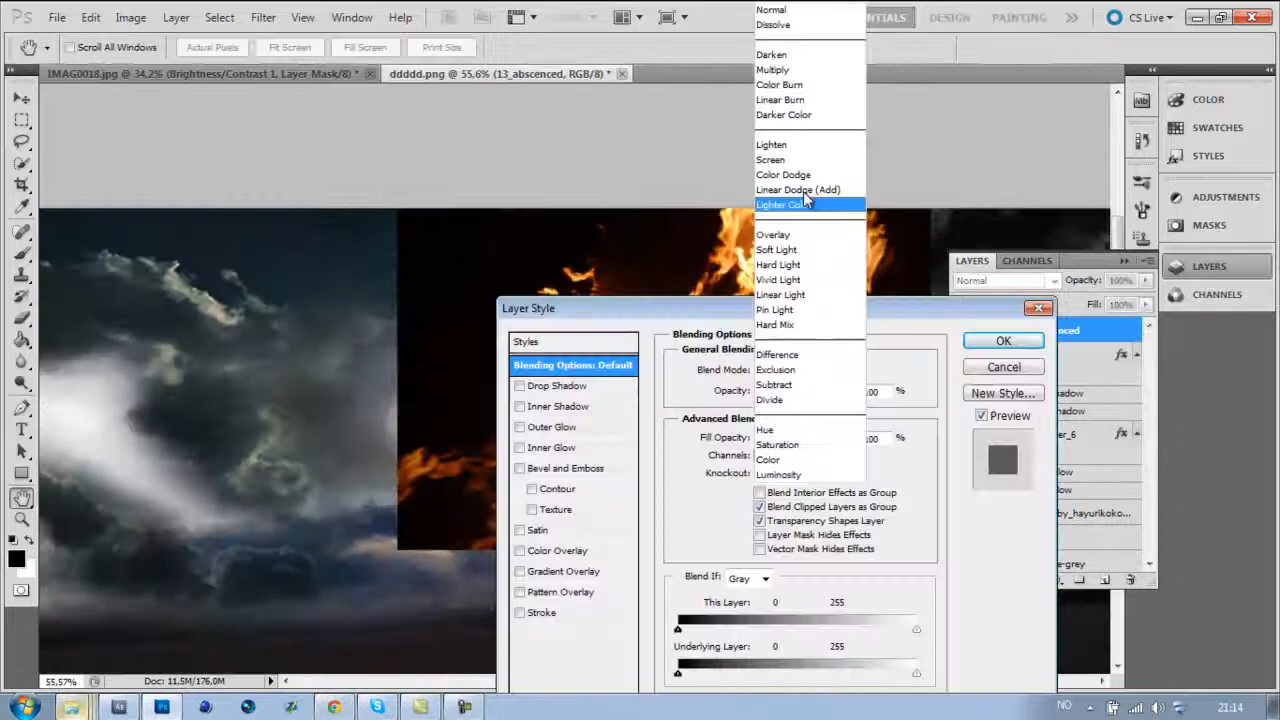 File Edit Image Layer Select Filter View Window Help
ESSENTIALS DESIGN PAINTING CS Live
Scroll All Windows Actual Pixels Fit Screen Fill Screen Print Size
IMAG0018.jpg @ 34,2% (Brightness/Contrast 1, Layer Mask/8) *
ddddd.png @ 55,6% (13_abscenced, RGB/8) *
Normal
Dissolve
Darken
Multiply
Color Burn
Linear Burn
Darker Color
Lighten
Screen
Color Dodge
Linear Dodge (Add)
Lighter Color
Overlay
Soft Light
Hard Light
Vivid Light
Linear Light
Pin Light
Hard Mix
Difference
Exclusion
Subtract
Divide
Hue
Saturation
Color
Luminosity
Mb
COLOR
SWATCHES
STYLES
ADJUSTMENTS
MASKS
LAYERS
CHANNELS
LAYERS CHANNELS
Normal Opacity: 100%
Fill: 100%
fx
fx
Layer Style
Styles
Blending Options: Default
Drop Shadow
Inner Shadow
Outer Glow
Inner Glow
Bevel and Emboss
Contour
Texture
Satin
Color Overlay
Gradient Overlay
Pattern Overlay
Stroke
Blending Options
General Blending
Blend Mode:
Opacity: 100 %
Fill Opacity: 100 %
Channels:
Knockout:
Blend Interior Effects as Group
Blend Clipped Layers as Group
Transparency Shapes Layer
Layer Mask Hides Effects
Vector Mask Hides Effects
Blend If: Gray
This Layer: 0 255
Underlying Layer: 0 255
OK
Cancel
New Style...
Preview
by_hayurikoko...
-grey
55,57% Doc: 11,5M/176,0M
NO 21:14